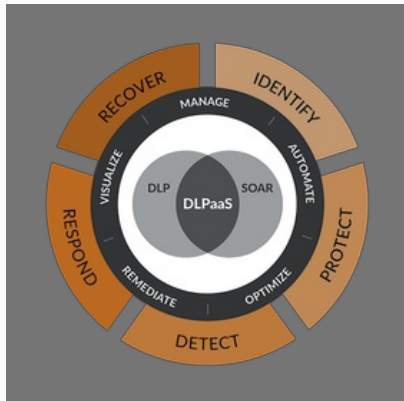 RECOVER
IDENTIFY
PROTECT
DETECT
RESPOND
MANAGE
AUTOMATE
OPTIMIZE
REMEDIATE
VISUALIZE
DLP
DLPaaS
SOAR